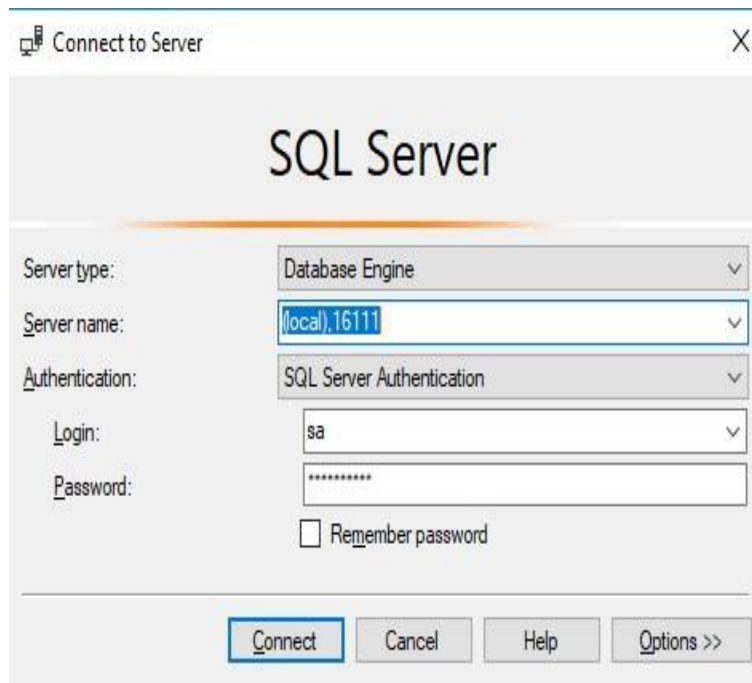 Connect to Server X
SQL Server
Server type: Database Engine
Server name: (local),16111
Authentication: SQL Server Authentication
Login: sa
Password: **********
Remember password
Connect Cancel Help Options >>